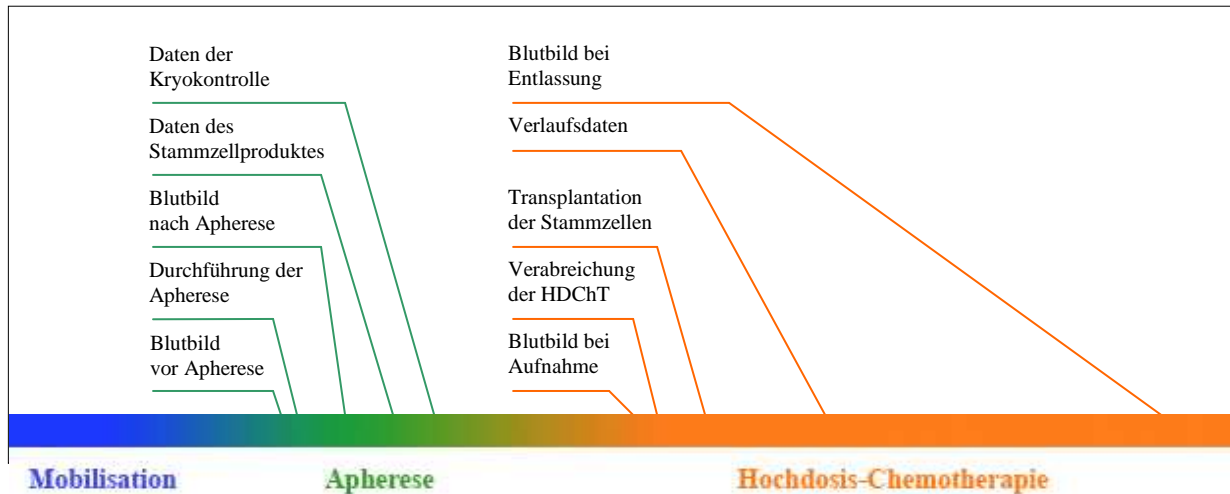 Daten der
Kryokontrolle
Daten des
Stammzellproduktes
Blutbild
nach Apherese
Durchführung der
Apherese
Blutbild
vor Apherese
Blutbild bei
Entlassung
Verlaufsdaten
Transplantation
der Stammzellen
Verabreichung
der HDChT
Blutbild bei
Aufnahme
Mobilisation
Apherese
Hochdosis-Chemotherapie